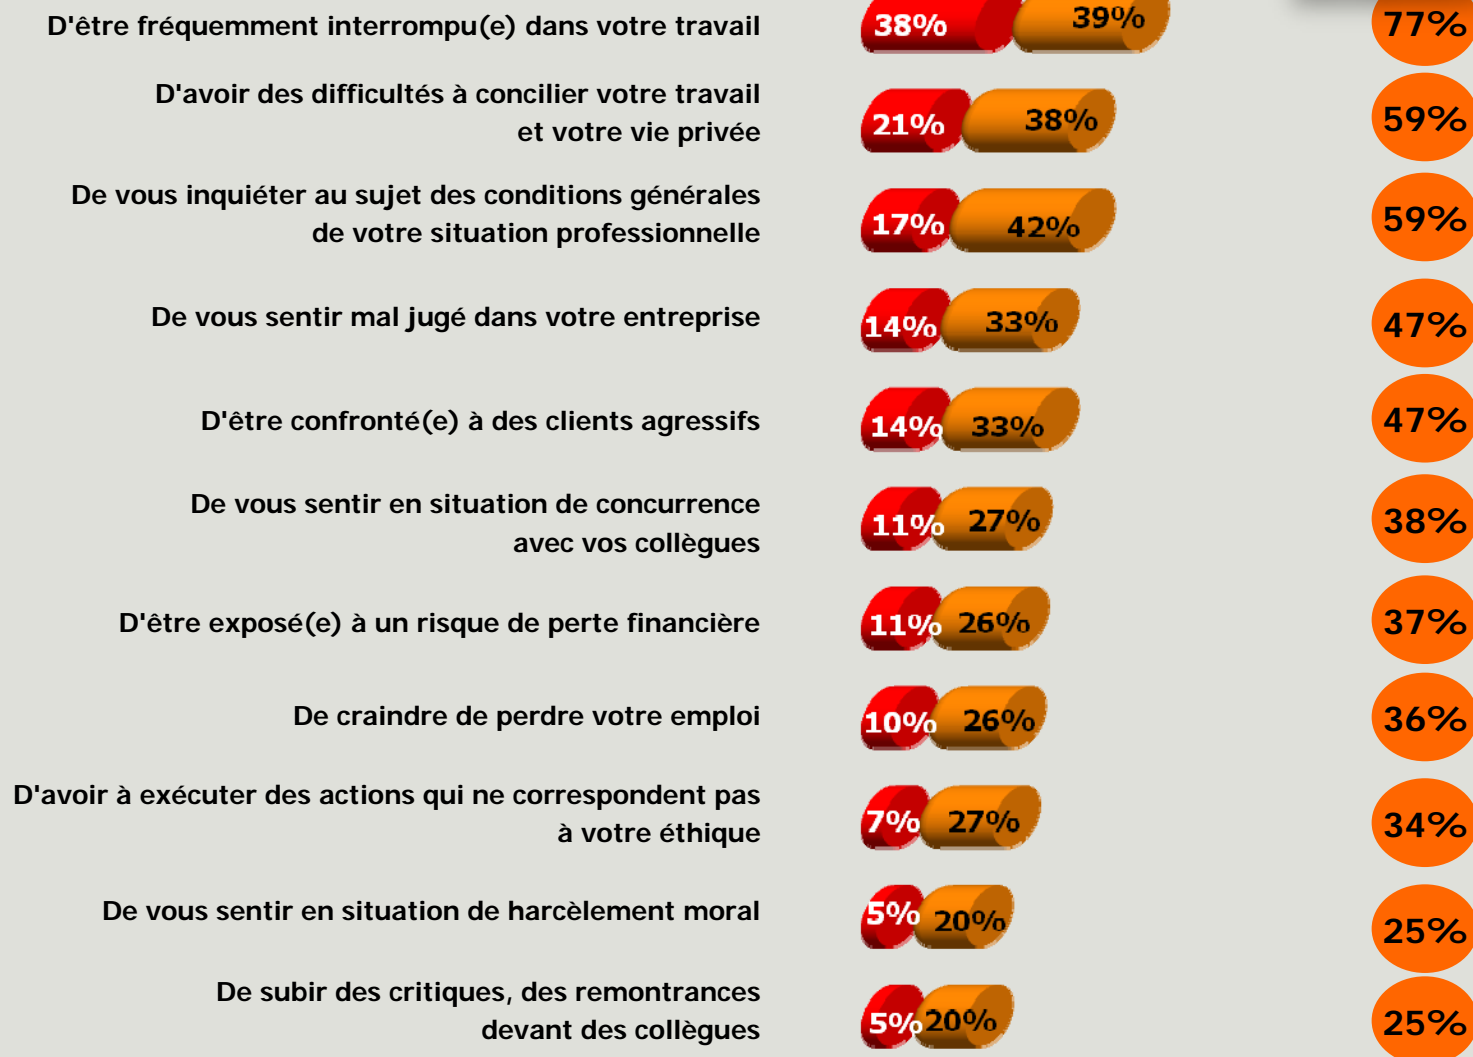 D'être fréquemment interrompu(e) dans votre travail
38% 39% 77%
D'avoir des difficultés à concilier votre travail
et votre vie privée
21% 38% 59%
De vous inquiéter au sujet des conditions générales
de votre situation professionnelle
17% 42% 59%
De vous sentir mal jugé dans votre entreprise
14% 33% 47%
D'être confronté(e) à des clients agressifs
14% 33% 47%
De vous sentir en situation de concurrence
avec vos collègues
11% 27% 38%
D'être exposé(e) à un risque de perte financière
11% 26% 37%
De craindre de perdre votre emploi
10% 26% 36%
D'avoir à exécuter des actions qui ne correspondent pas
à votre éthique
7% 27% 34%
De vous sentir en situation de harcèlement moral
5% 20% 25%
De subir des critiques, des remontrances
devant des collègues
5% 20% 25%